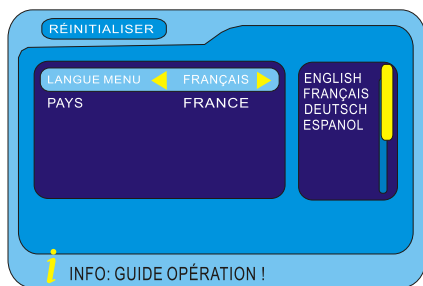 RÉINITIALISER
LANGUE MENU FRANÇAIS
PAYS FRANCE
ENGLISH
FRANÇAIS
DEUTSCH
ESPANOL
i INFO: GUIDE OPÉRATION !